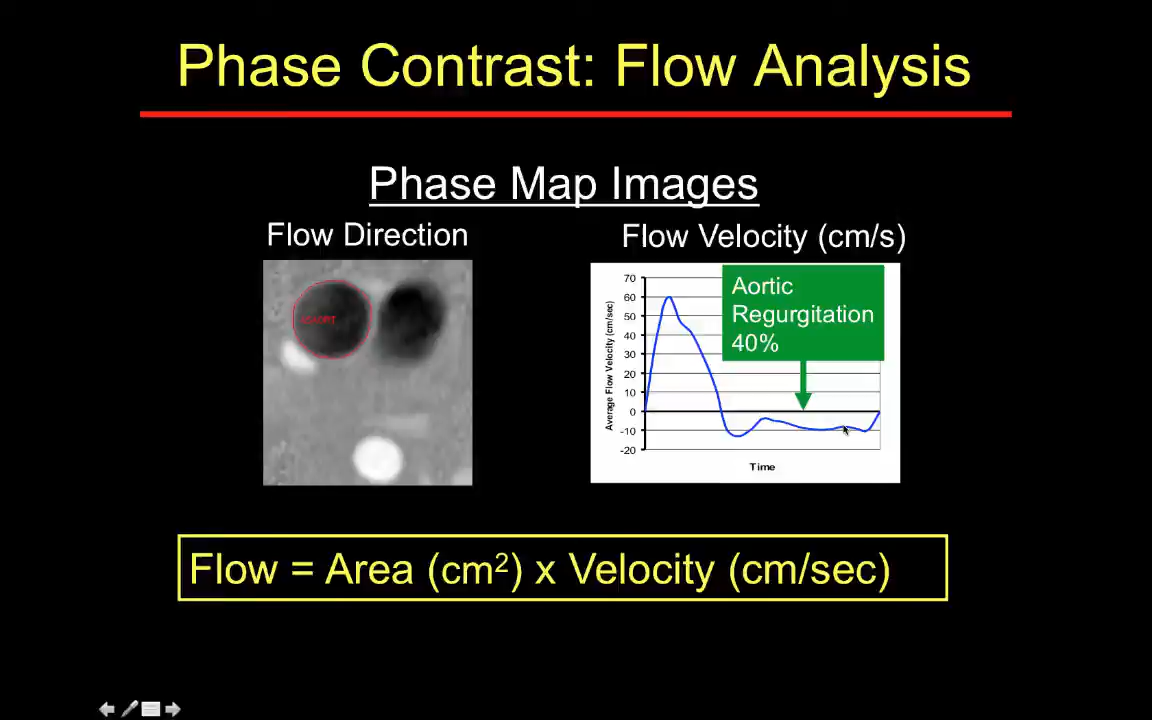 Phase Contrast: Flow Analysis
Phase Map Images
Flow Direction
Flow Velocity (cm/s)
Aortic
Regurgitation
40%
Average Flow Velocity (cm/sec)
70
60
50
40
30
20
10
0
-10
-20
Time
Flow = Area (cm²) x Velocity (cm/sec)